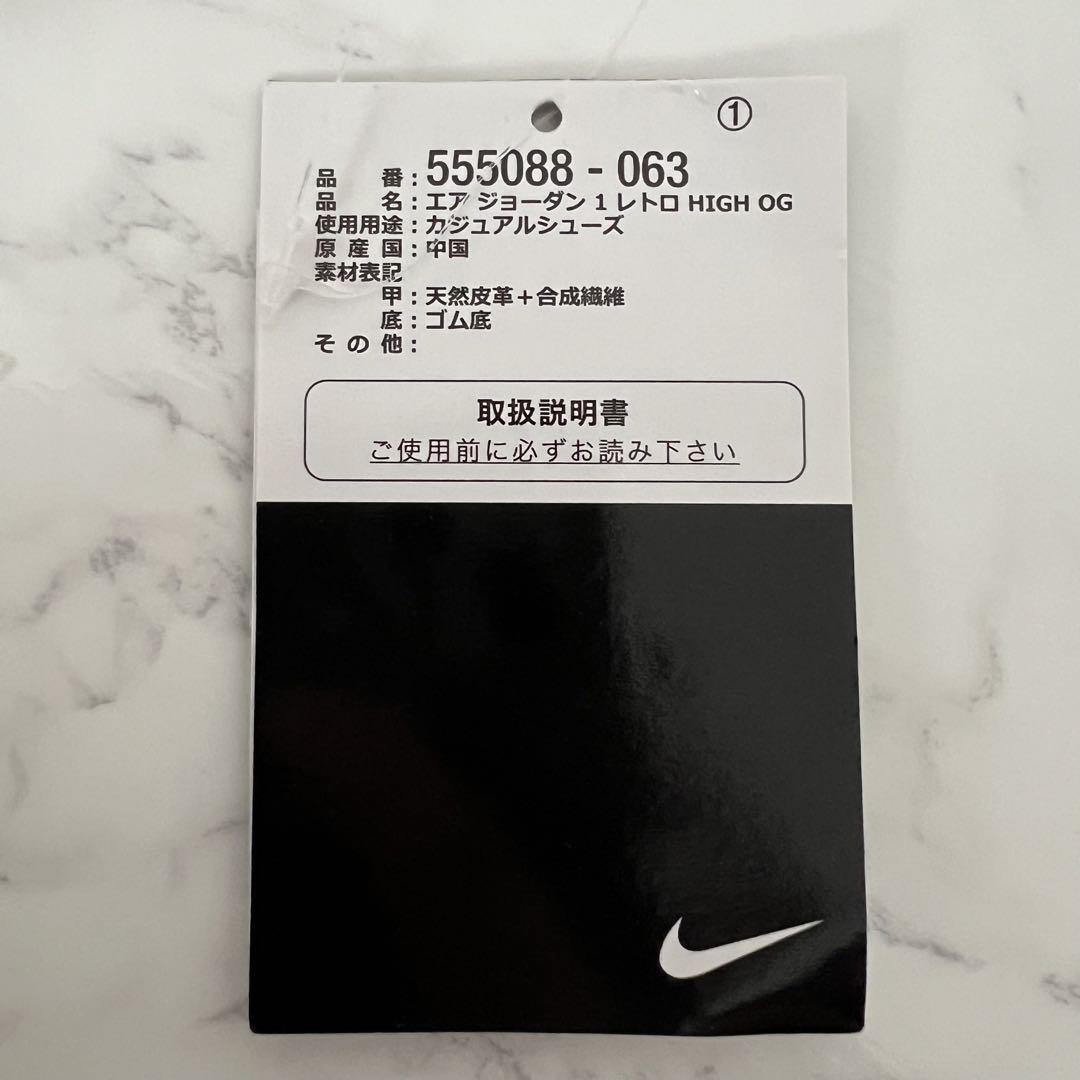 ①
品番:555088-063
品名:エア ジョーダン 1 レトロ HIGH OG
使用用途:カジュアルシューズ
原産国:中国
素材表記
甲:天然皮革+合成繊維
底:ゴム底
その他:
取扱説明書
ご使用前に必ずお読み下さい